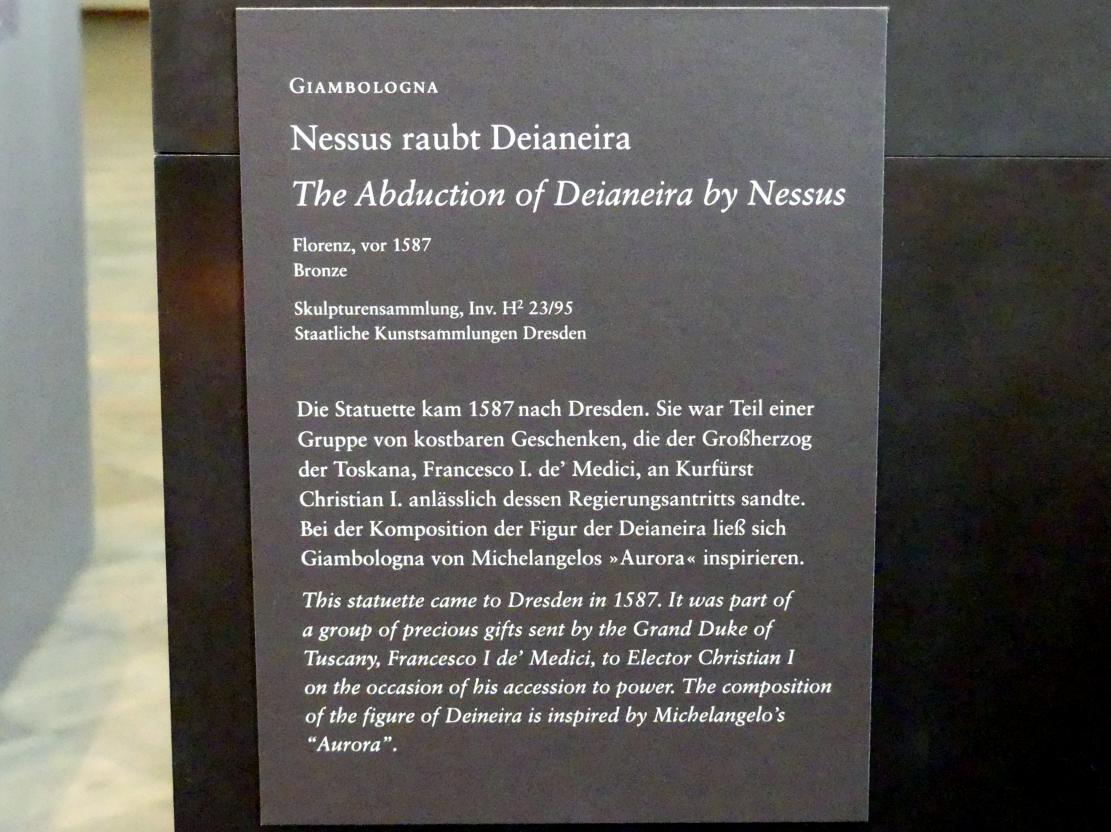 GIAMBOLOGNA
Nessus raubt Deianeira
The Abduction of Deianeira by Nessus
Florenz, vor 1587
Bronze
Skulpturensammlung, Inv. H² 23/95
Staatliche Kunstsammlungen Dresden
Die Statuette kam 1587 nach Dresden. Sie war Teil einer
Gruppe von kostbaren Geschenken, die der Großherzog
der Toskana, Francesco I. de’ Medici, an Kurfürst
Christian I. anlässlich dessen Regierungsantritts sandte.
Bei der Komposition der Figur der Deianeira ließ sich
Giambologna von Michelangelos »Aurora« inspirieren.
This statuette came to Dresden in 1587. It was part of
a group of precious gifts sent by the Grand Duke of
Tuscany, Francesco I de’ Medici, to Elector Christian I
on the occasion of his accession to power. The composition
of the figure of Deineira is inspired by Michelangelo’s
“Aurora”.